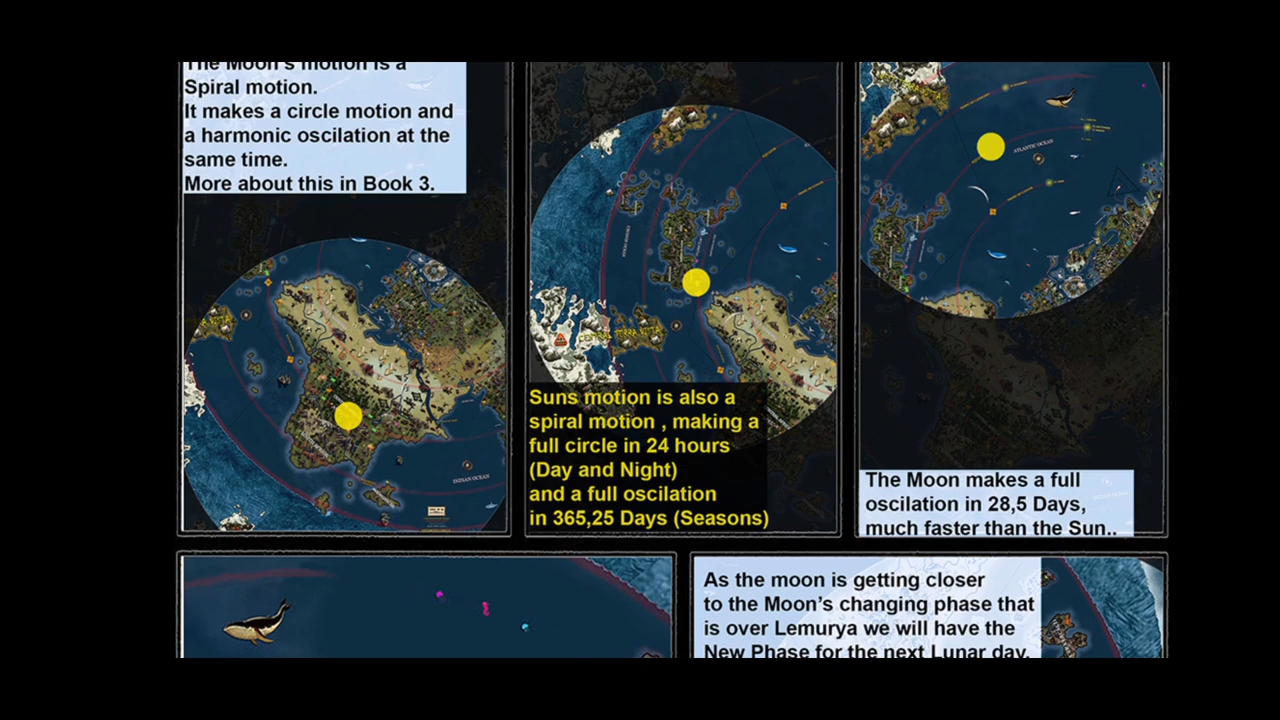 The Moon's motion is a
Spiral motion.
It makes a circle motion and
a harmonic oscilation at the
same time.
More about this in Book 3.
INDIAN OCEAN
Suns motion is also a
spiral motion , making a
full circle in 24 hours
(Day and Night)
and a full oscilation
in 365,25 Days (Seasons)
ATLANTIC OCEAN
The Moon makes a full
oscilation in 28,5 Days,
much faster than the Sun..
As the moon is getting closer
to the Moon's changing phase that
is over Lemurya we will have the
New Phase for the next Lunar day.